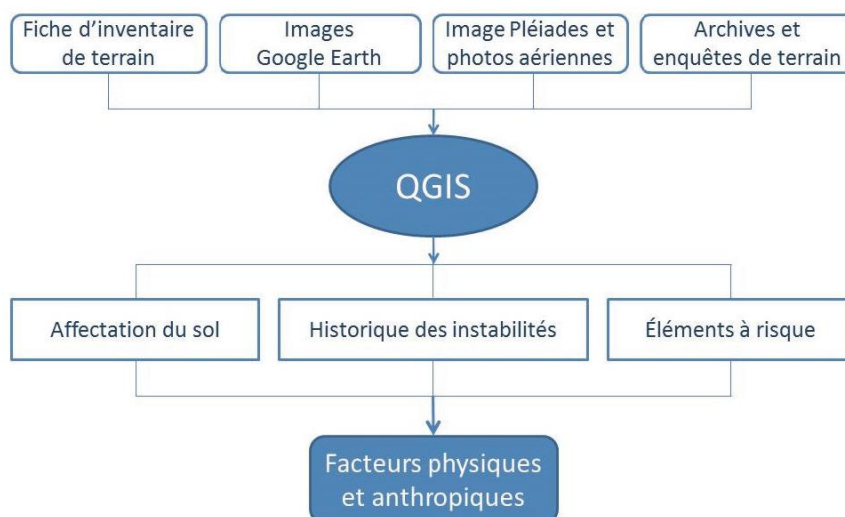 Fiche d’inventaire
de terrain
Images
Google Earth
Image Pléiades et
photos aériennes
Archives et
enquêtes de terrain
QGIS
Affectation du sol
Historique des instabilités
Éléments à risque
Facteurs physiques
et anthropiques